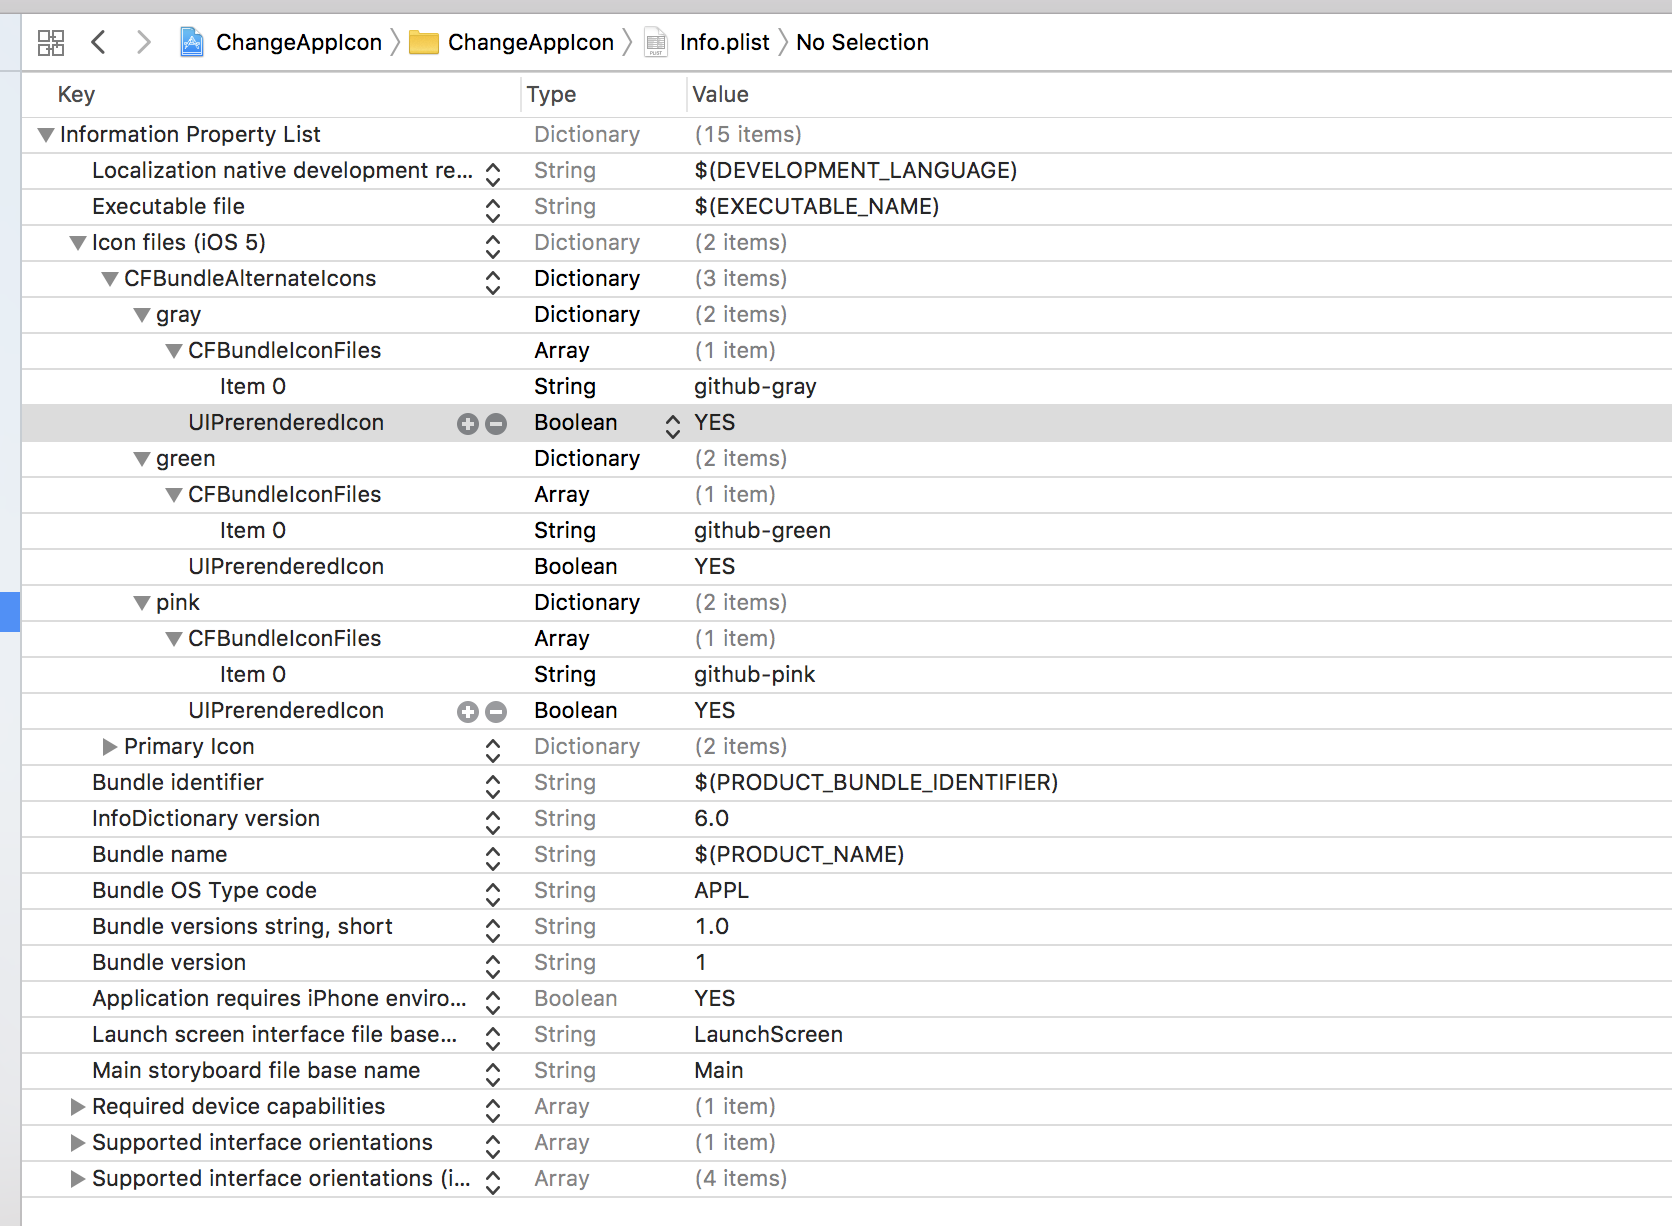 ChangeAppIcon ChangeAppIcon Info.plist No Selection
Key Type Value
Information Property List Dictionary (15 items)
Localization native development re... String $(DEVELOPMENT_LANGUAGE)
Executable file String $(EXECUTABLE_NAME)
Icon files (iOS 5) Dictionary (2 items)
CFBundleAlternateIcons Dictionary (3 items)
gray Dictionary (2 items)
CFBundleIconFiles Array (1 item)
Item 0 String github-gray
UIPrerenderedIcon Boolean YES
green Dictionary (2 items)
CFBundleIconFiles Array (1 item)
Item 0 String github-green
UIPrerenderedIcon Boolean YES
pink Dictionary (2 items)
CFBundleIconFiles Array (1 item)
Item 0 String github-pink
UIPrerenderedIcon Boolean YES
Primary Icon Dictionary (2 items)
Bundle identifier String $(PRODUCT_BUNDLE_IDENTIFIER)
InfoDictionary version String 6.0
Bundle name String $(PRODUCT_NAME)
Bundle OS Type code String APPL
Bundle versions string, short String 1.0
Bundle version String 1
Application requires iPhone enviro... Boolean YES
Launch screen interface file base... String LaunchScreen
Main storyboard file base name String Main
Required device capabilities Array (1 item)
Supported interface orientations Array (1 item)
Supported interface orientations (i... Array (4 items)